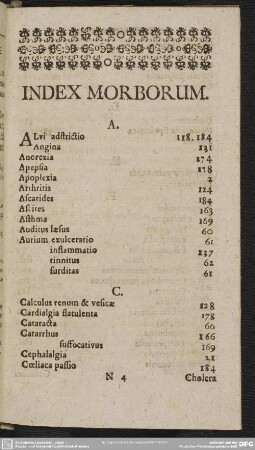 INDEX MORBORUM.
A.
ALvi adstrictio 118. 184
Angina 131
Anorexia 174
Apepsia 178
Apoplexia 2
Arthritis 124
Ascarides 184
Ascites 163
Asthma 169
Auditus læsus 60
Aurium exulceratio 61
inflammatio 137
tinnitus 62
surditas 61
C.
Calculus renum & vesicæ 128
Cardialgia flatulenta 178
Cataracta 66
Catarrhus 166
suffocativus 169
Cephalalgia 21
Cœliaca passio 184
N 4 Cholera